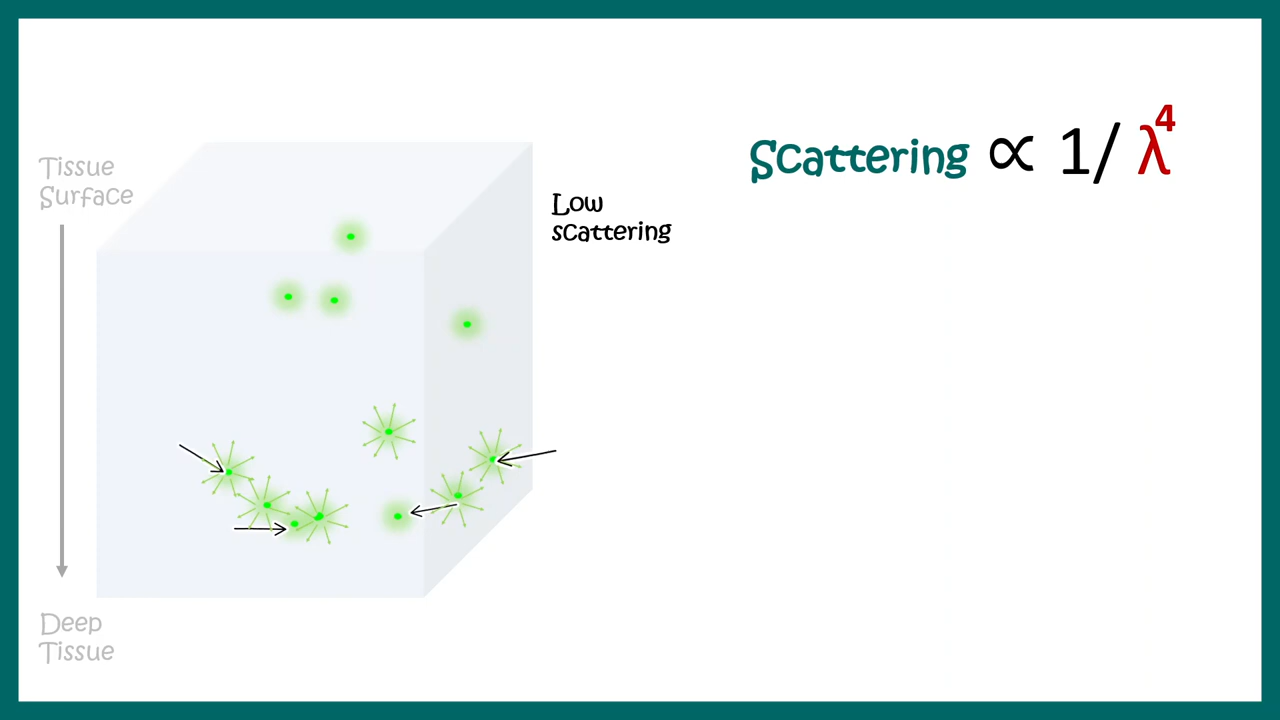 Scattering ∝ 1/ λ⁴
Tissue
Surface
Low
scattering
Deep
Tissue